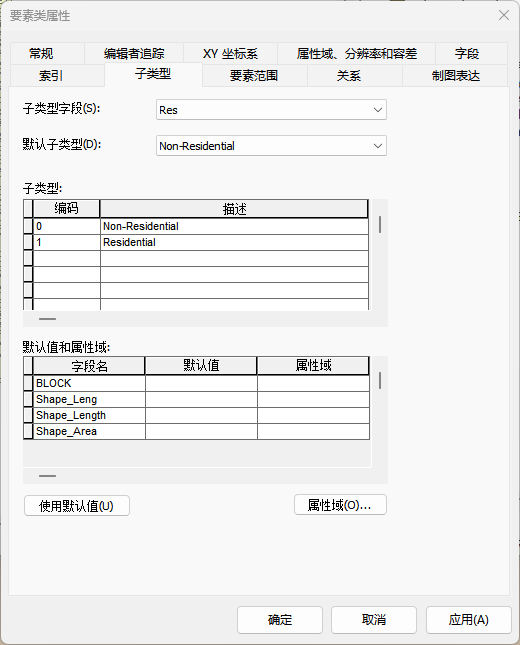 要素类属性
常规 编辑者追踪 XY 坐标系 属性域、分辨率和容差 字段
索引 子类型 要素范围 关系 制图表达
子类型字段(S): Res
默认子类型(D): Non-Residential
子类型:
编码 描述
0 Non-Residential
1 Residential
默认值和属性域:
字段名 默认值 属性域
BLOCK
Shape_Leng
Shape_Length
Shape_Area
使用默认值(U) 属性域(O)...
确定 取消 应用(A)